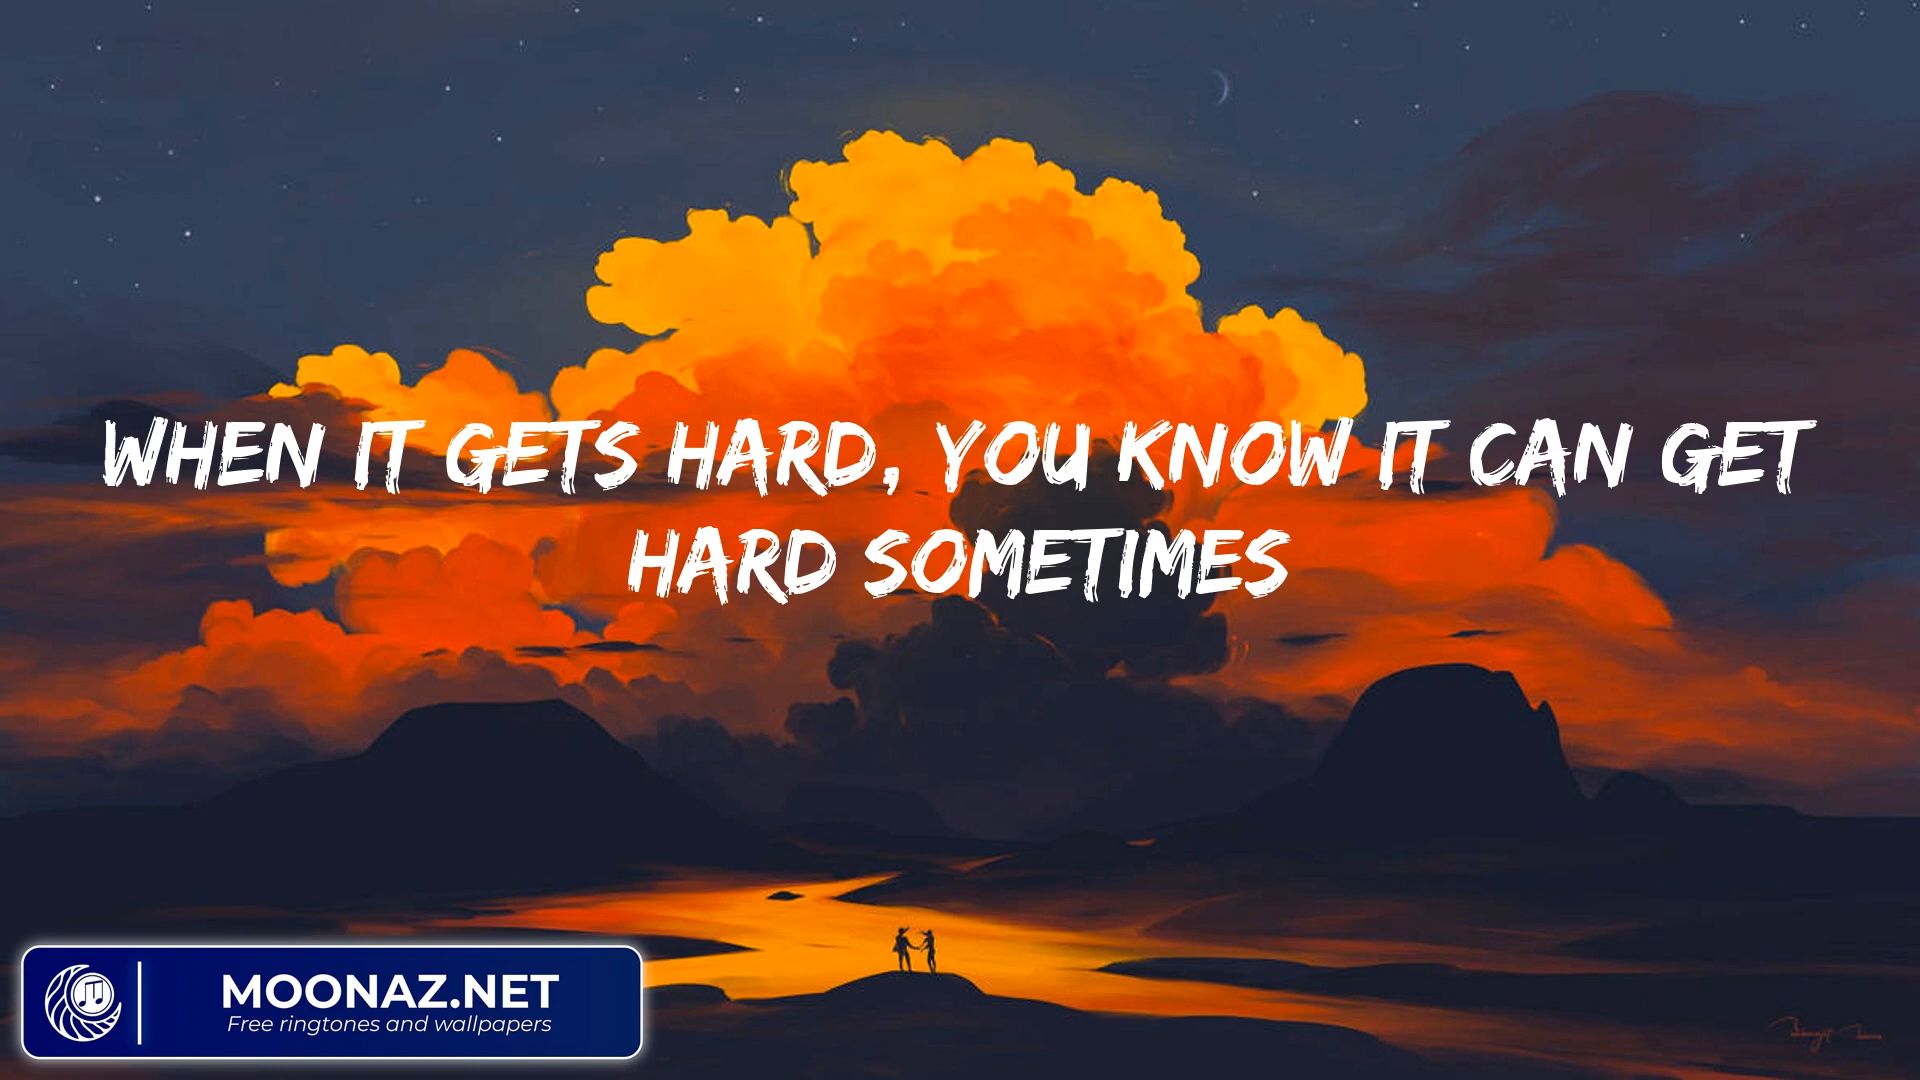 WHEN IT GETS HARD, YOU KNOW IT CAN GET
HARD SOMETIMES
MOONAZ.NET
Free ringtones and wallpapers